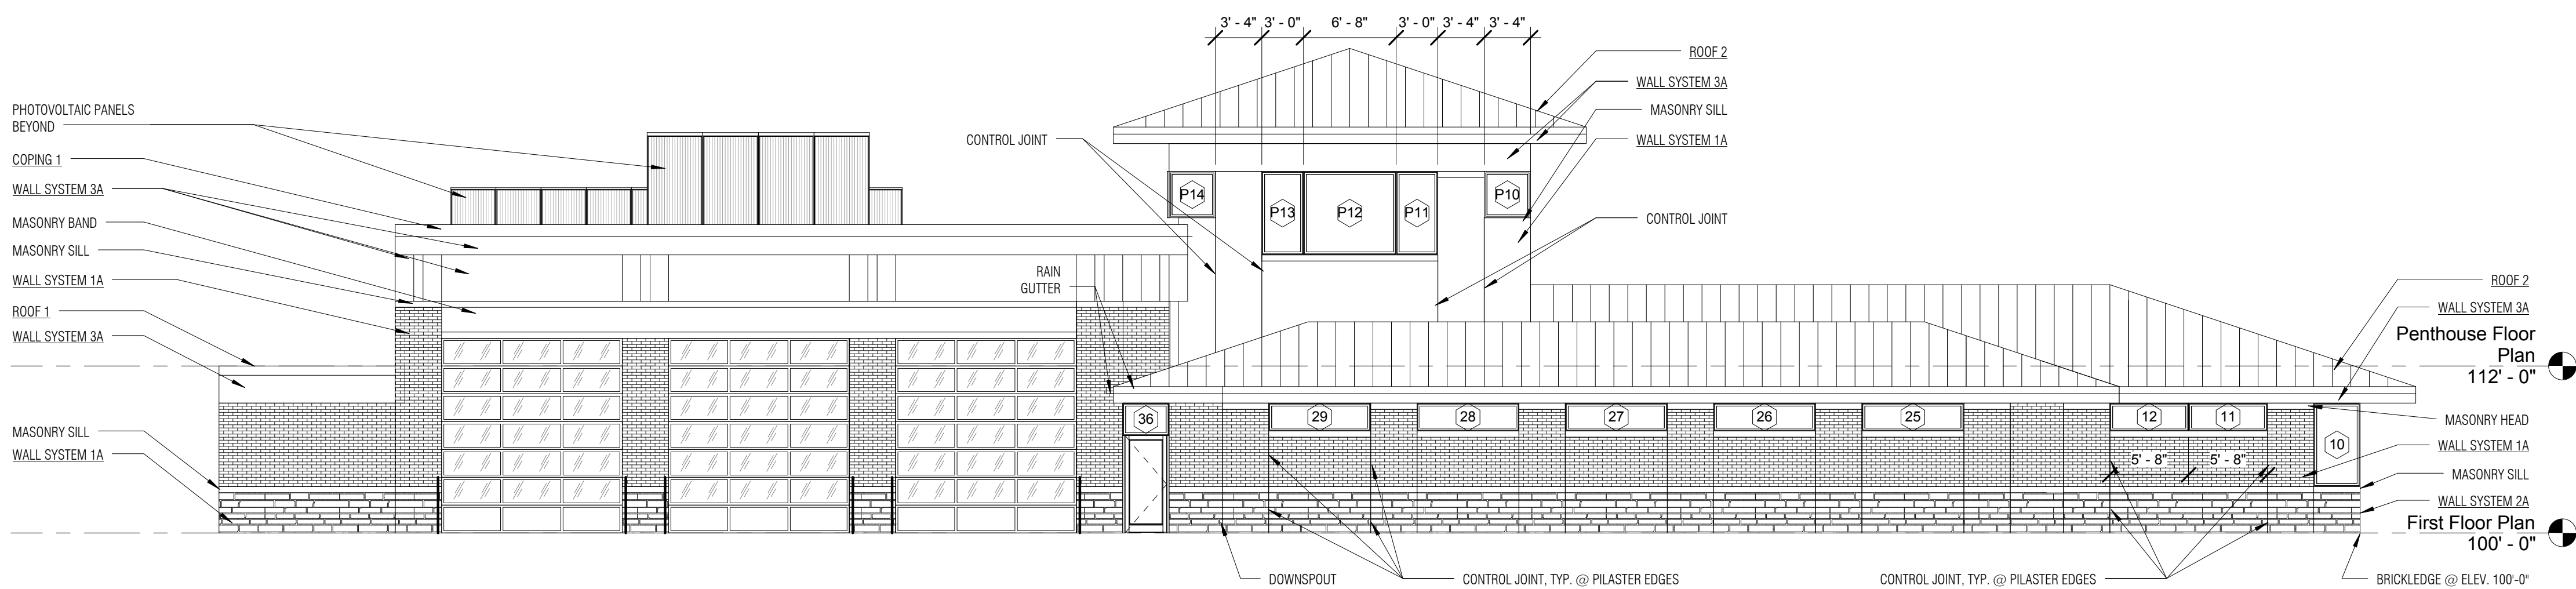 3' - 4" 3' - 0" 6' - 8" 3' - 0" 3' - 4" 3' - 4"
ROOF 2
WALL SYSTEM 3A
MASONRY SILL
WALL SYSTEM 1A
CONTROL JOINT
CONTROL JOINT
PHOTOVOLTAIC PANELS
BEYOND
COPING 1
WALL SYSTEM 3A
MASONRY BAND
MASONRY SILL
WALL SYSTEM 1A
ROOF 1
WALL SYSTEM 3A
MASONRY SILL
WALL SYSTEM 1A
RAIN
GUTTER
P14
P13
P12
P11
P10
36
29
28
27
26
25
12
11
10
5' - 8" 5' - 8"
ROOF 2
WALL SYSTEM 3A
Penthouse Floor
Plan
112' - 0"
MASONRY HEAD
WALL SYSTEM 1A
MASONRY SILL
WALL SYSTEM 2A
First Floor Plan
100' - 0"
DOWNSPOUT
CONTROL JOINT, TYP. @ PILASTER EDGES
CONTROL JOINT, TYP. @ PILASTER EDGES
BRICKLEDGE @ ELEV. 100'-0"